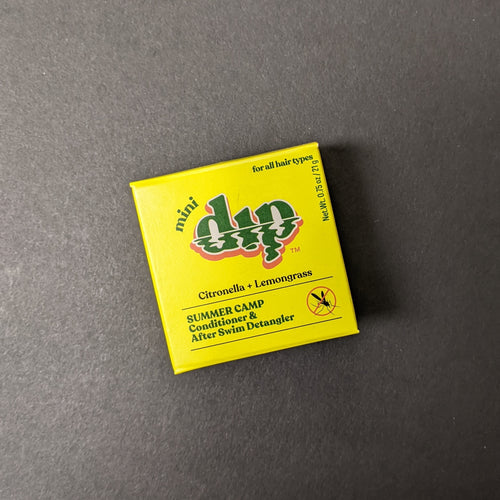 for all hair types
mini
dip
TM
Net.Wt. 0.75 oz / 21 g
Citronella + Lemongrass
SUMMER CAMP
Conditioner &
After Swim Detangler